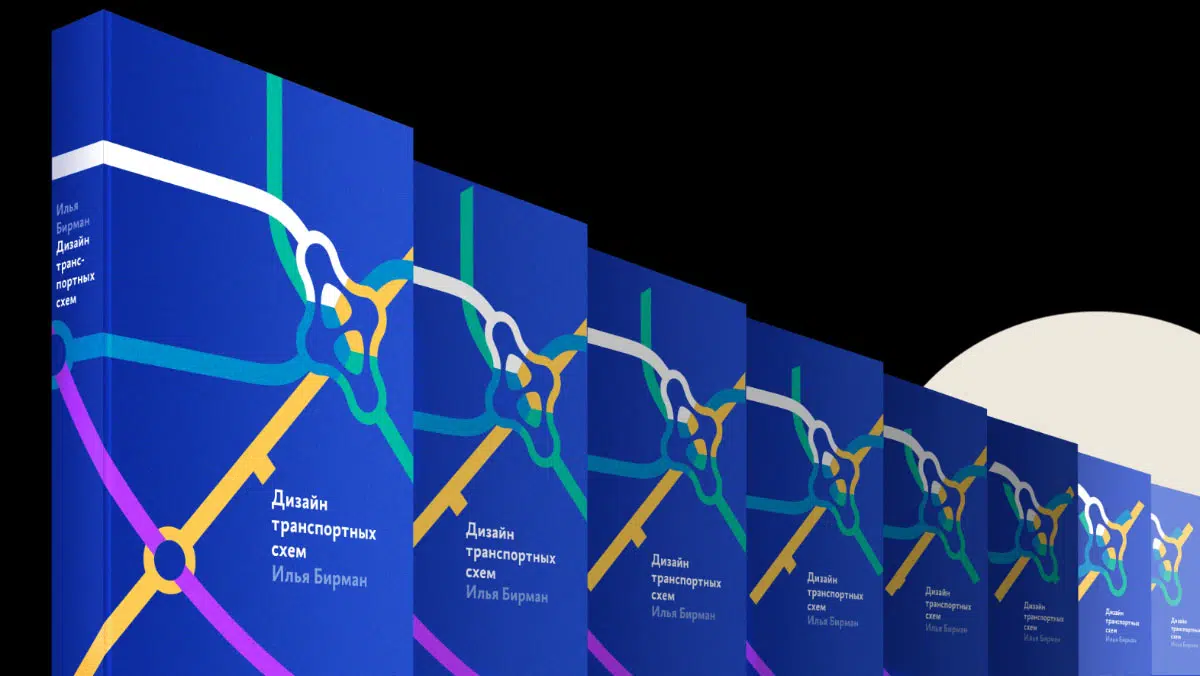 Илья
Бирман
Дизайн
транс-
портных
схем
Дизайн
транспортных
схем
Илья Бирман
Дизайн
транспортных
схем
Илья Бирман
Дизайн
транспортных
схем
Илья Бирман
Дизайн
транспортных
схем
Илья Бирман
Дизайн
транспортных
схем
Илья Бирман
Дизайн
транспортных
схем
Илья Бирман
Дизайн
транспортных
схем
Илья Бирман
Дизайн
транспортных
схем
Илья Бирман